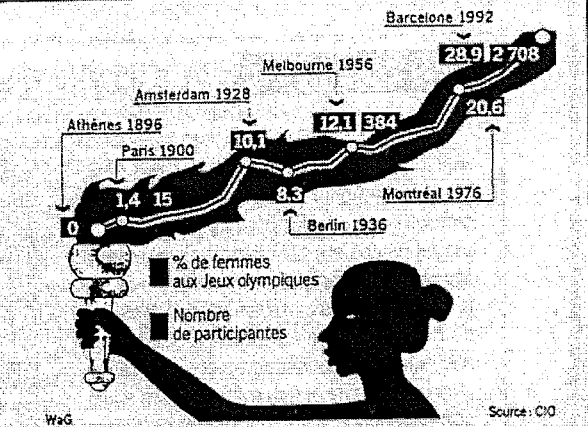 Barcelone 1992
28,9 2 708
Melbourne 1956
12,1 384
20,6
Amsterdam 1928
10,1
Athènes 1896
Paris 1900
1,4 15
8,3
Montréal 1976
0
Berlin 1936
% de femmes
aux Jeux olympiques
Nombre
de participantes
WaG
Source : CIO